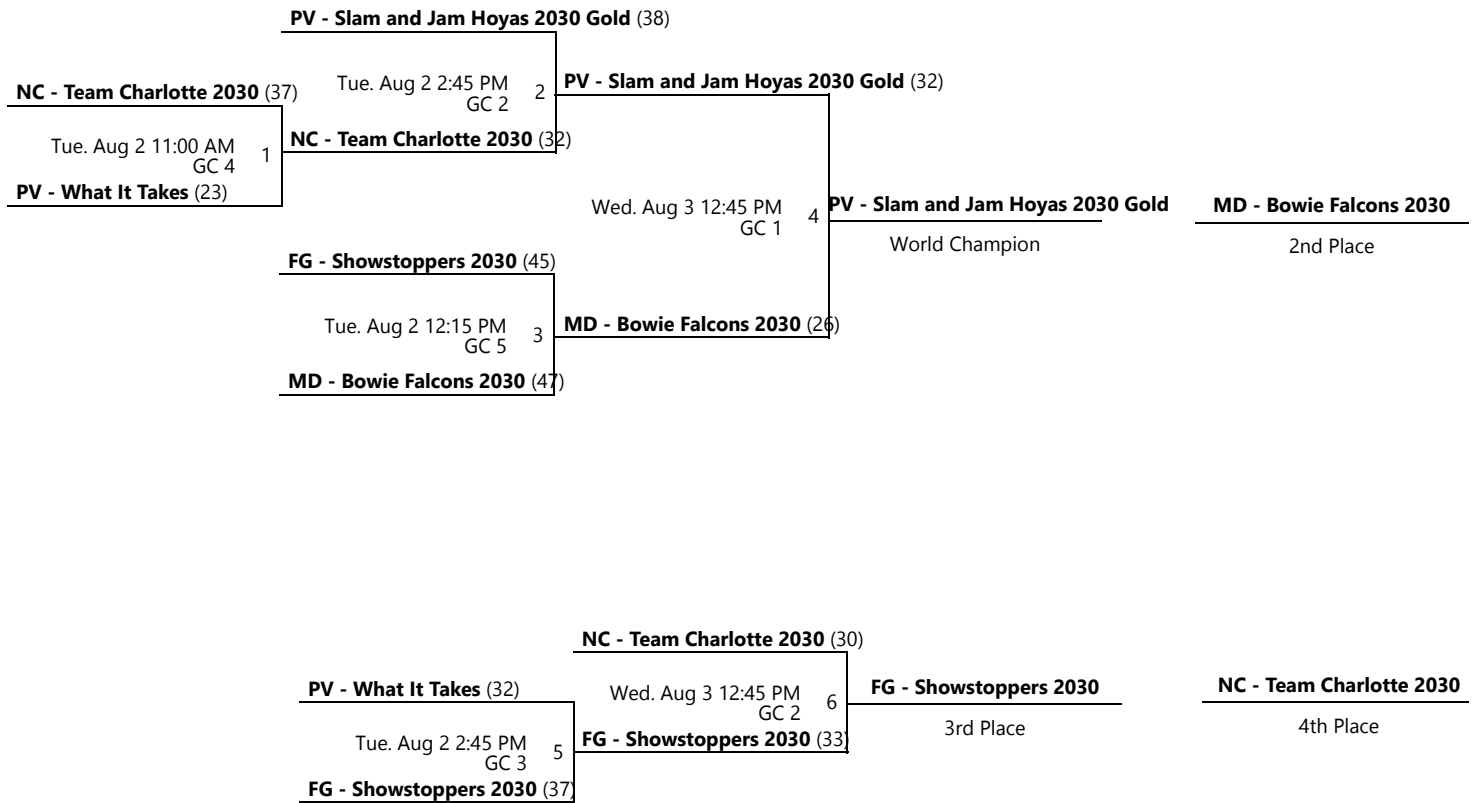 PV - Slam and Jam Hoyas 2030 Gold (38)
Tue. Aug 2 2:45 PM
GC 2
2
PV - Slam and Jam Hoyas 2030 Gold (32)
NC - Team Charlotte 2030 (37)
Tue. Aug 2 11:00 AM
GC 4
1
NC - Team Charlotte 2030 (32)
PV - What It Takes (23)
Wed. Aug 3 12:45 PM
GC 1
4
PV - Slam and Jam Hoyas 2030 Gold
World Champion
MD - Bowie Falcons 2030
2nd Place
FG - Showstoppers 2030 (45)
Tue. Aug 2 12:15 PM
GC 5
3
MD - Bowie Falcons 2030 (26)
MD - Bowie Falcons 2030 (47)
NC - Team Charlotte 2030 (30)
PV - What It Takes (32)
Wed. Aug 3 12:45 PM
GC 2
6
FG - Showstoppers 2030
3rd Place
NC - Team Charlotte 2030
4th Place
Tue. Aug 2 2:45 PM
GC 3
5
FG - Showstoppers 2030 (33)
FG - Showstoppers 2030 (37)